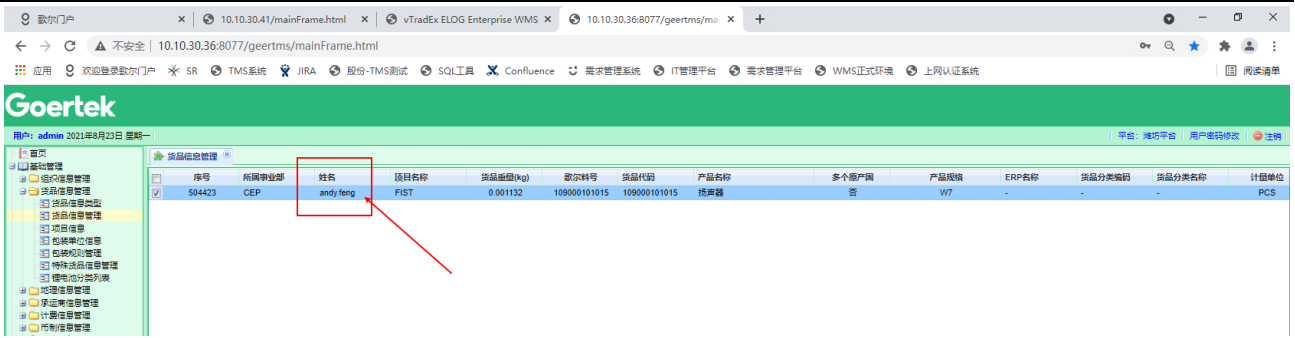 歌尔门户
10.10.30.41/mainFrame.html
vTradEx ELOG Enterprise WMS
10.10.30.36:8077/geertms/mai
不安全 | 10.10.30.36:8077/geertms/mainFrame.html
应用 欢迎登录歌尔门户 SR TMS系统 JIRA 股份-TMS测试 SQL工具 Confluence 需求管理系统 IT管理平台 需求管理平台 WMS正式环境 上网认证系统 阅读清单
Goertek
用户: admin 2021年8月23日 星期一 平台: 潍坊平台 用户密码修改 注销
首页
基础管理
组织信息管理
货品信息管理
货品信息类型
货品信息管理
项目信息
包装单位信息
包装规则管理
特殊货品信息管理
锂电池分类列表
地理信息管理
承运商信息管理
计费信息管理
币制信息管理
货品信息管理
序号 所属事业部 姓名 项目名称 货品重量(kg) 歌尔料号 货品代码 产品名称 多个原产国 产品规格 ERP名称 货品分类编码 货品分类名称 计量单位
504423 CEP andy.feng FIST 0.001132 109000101015 109000101015 扬声器 否 W7 - - - PCS